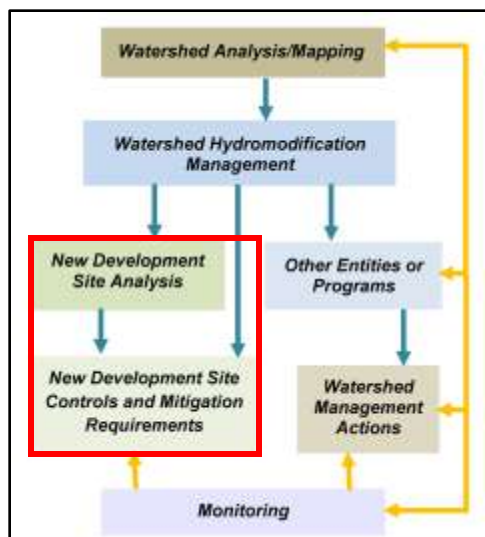 Watershed Analysis/Mapping
Watershed Hydromodification
Management
New Development
Site Analysis
Other Entities or
Programs
New Development Site
Controls and Mitigation
Requirements
Watershed
Management
Actions
Monitoring